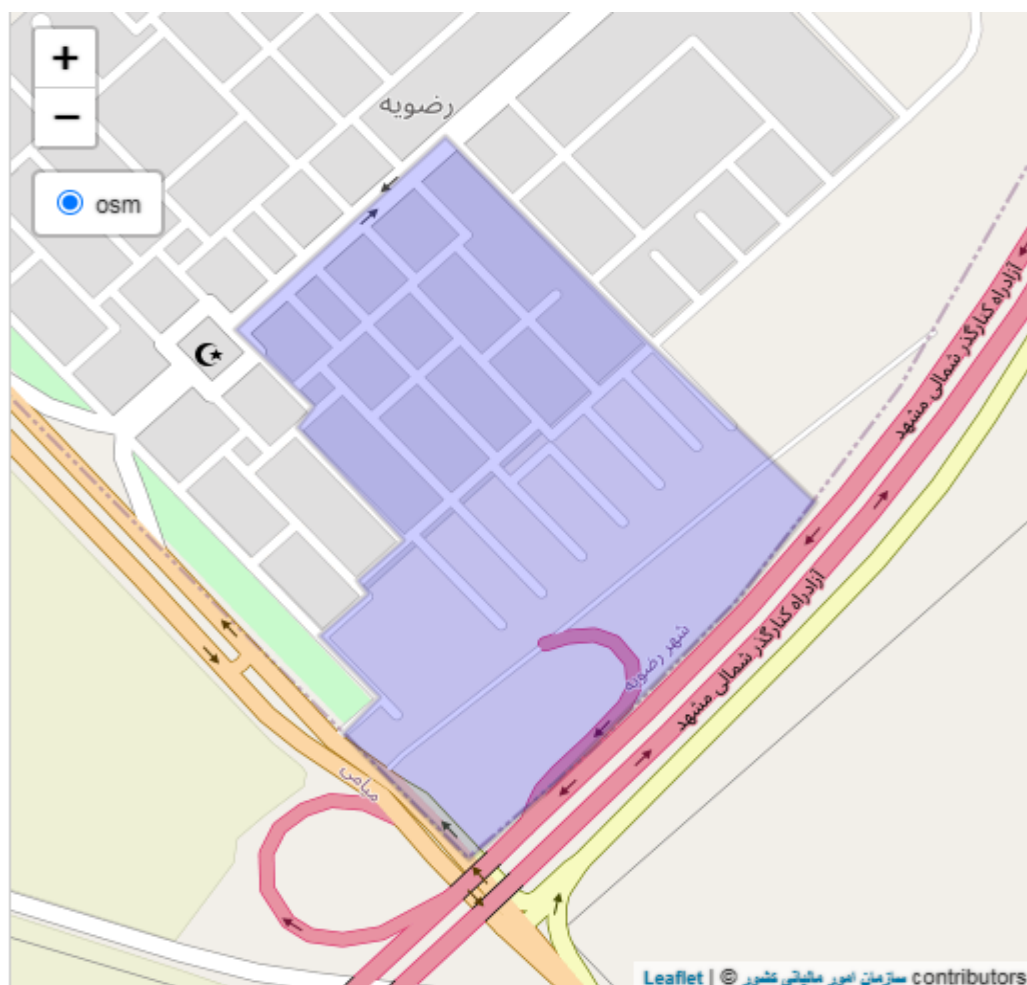 +
−
osm
رضویه
آزادراه کنارگذر شمالی مشهد
آزادراه کنارگذر شمالی مشهد
شهر رضویه
میامی
Leaflet | © سازمان امور مالیاتی کشور contributors